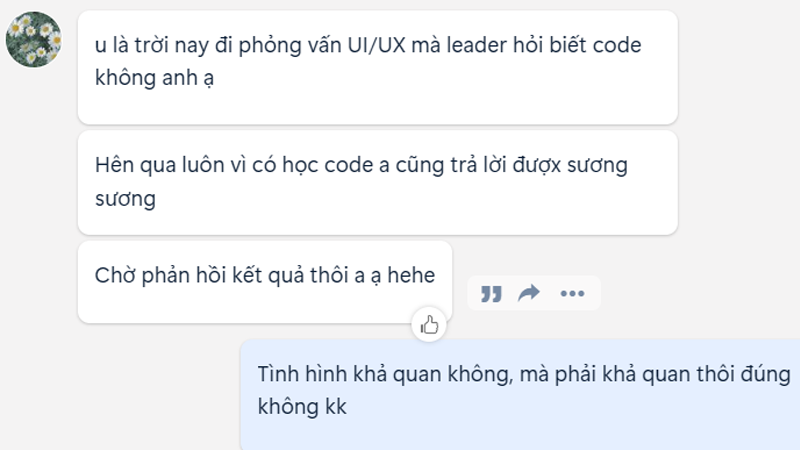 u là trời nay đi phỏng vấn UI/UX mà leader hỏi biết code
không anh ạ
Hên qua luôn vì có học code a cũng trả lời đượx sương
sương
Chờ phản hồi kết quả thôi a ạ hehe
Tình hình khả quan không, mà phải khả quan thôi đúng
không kk